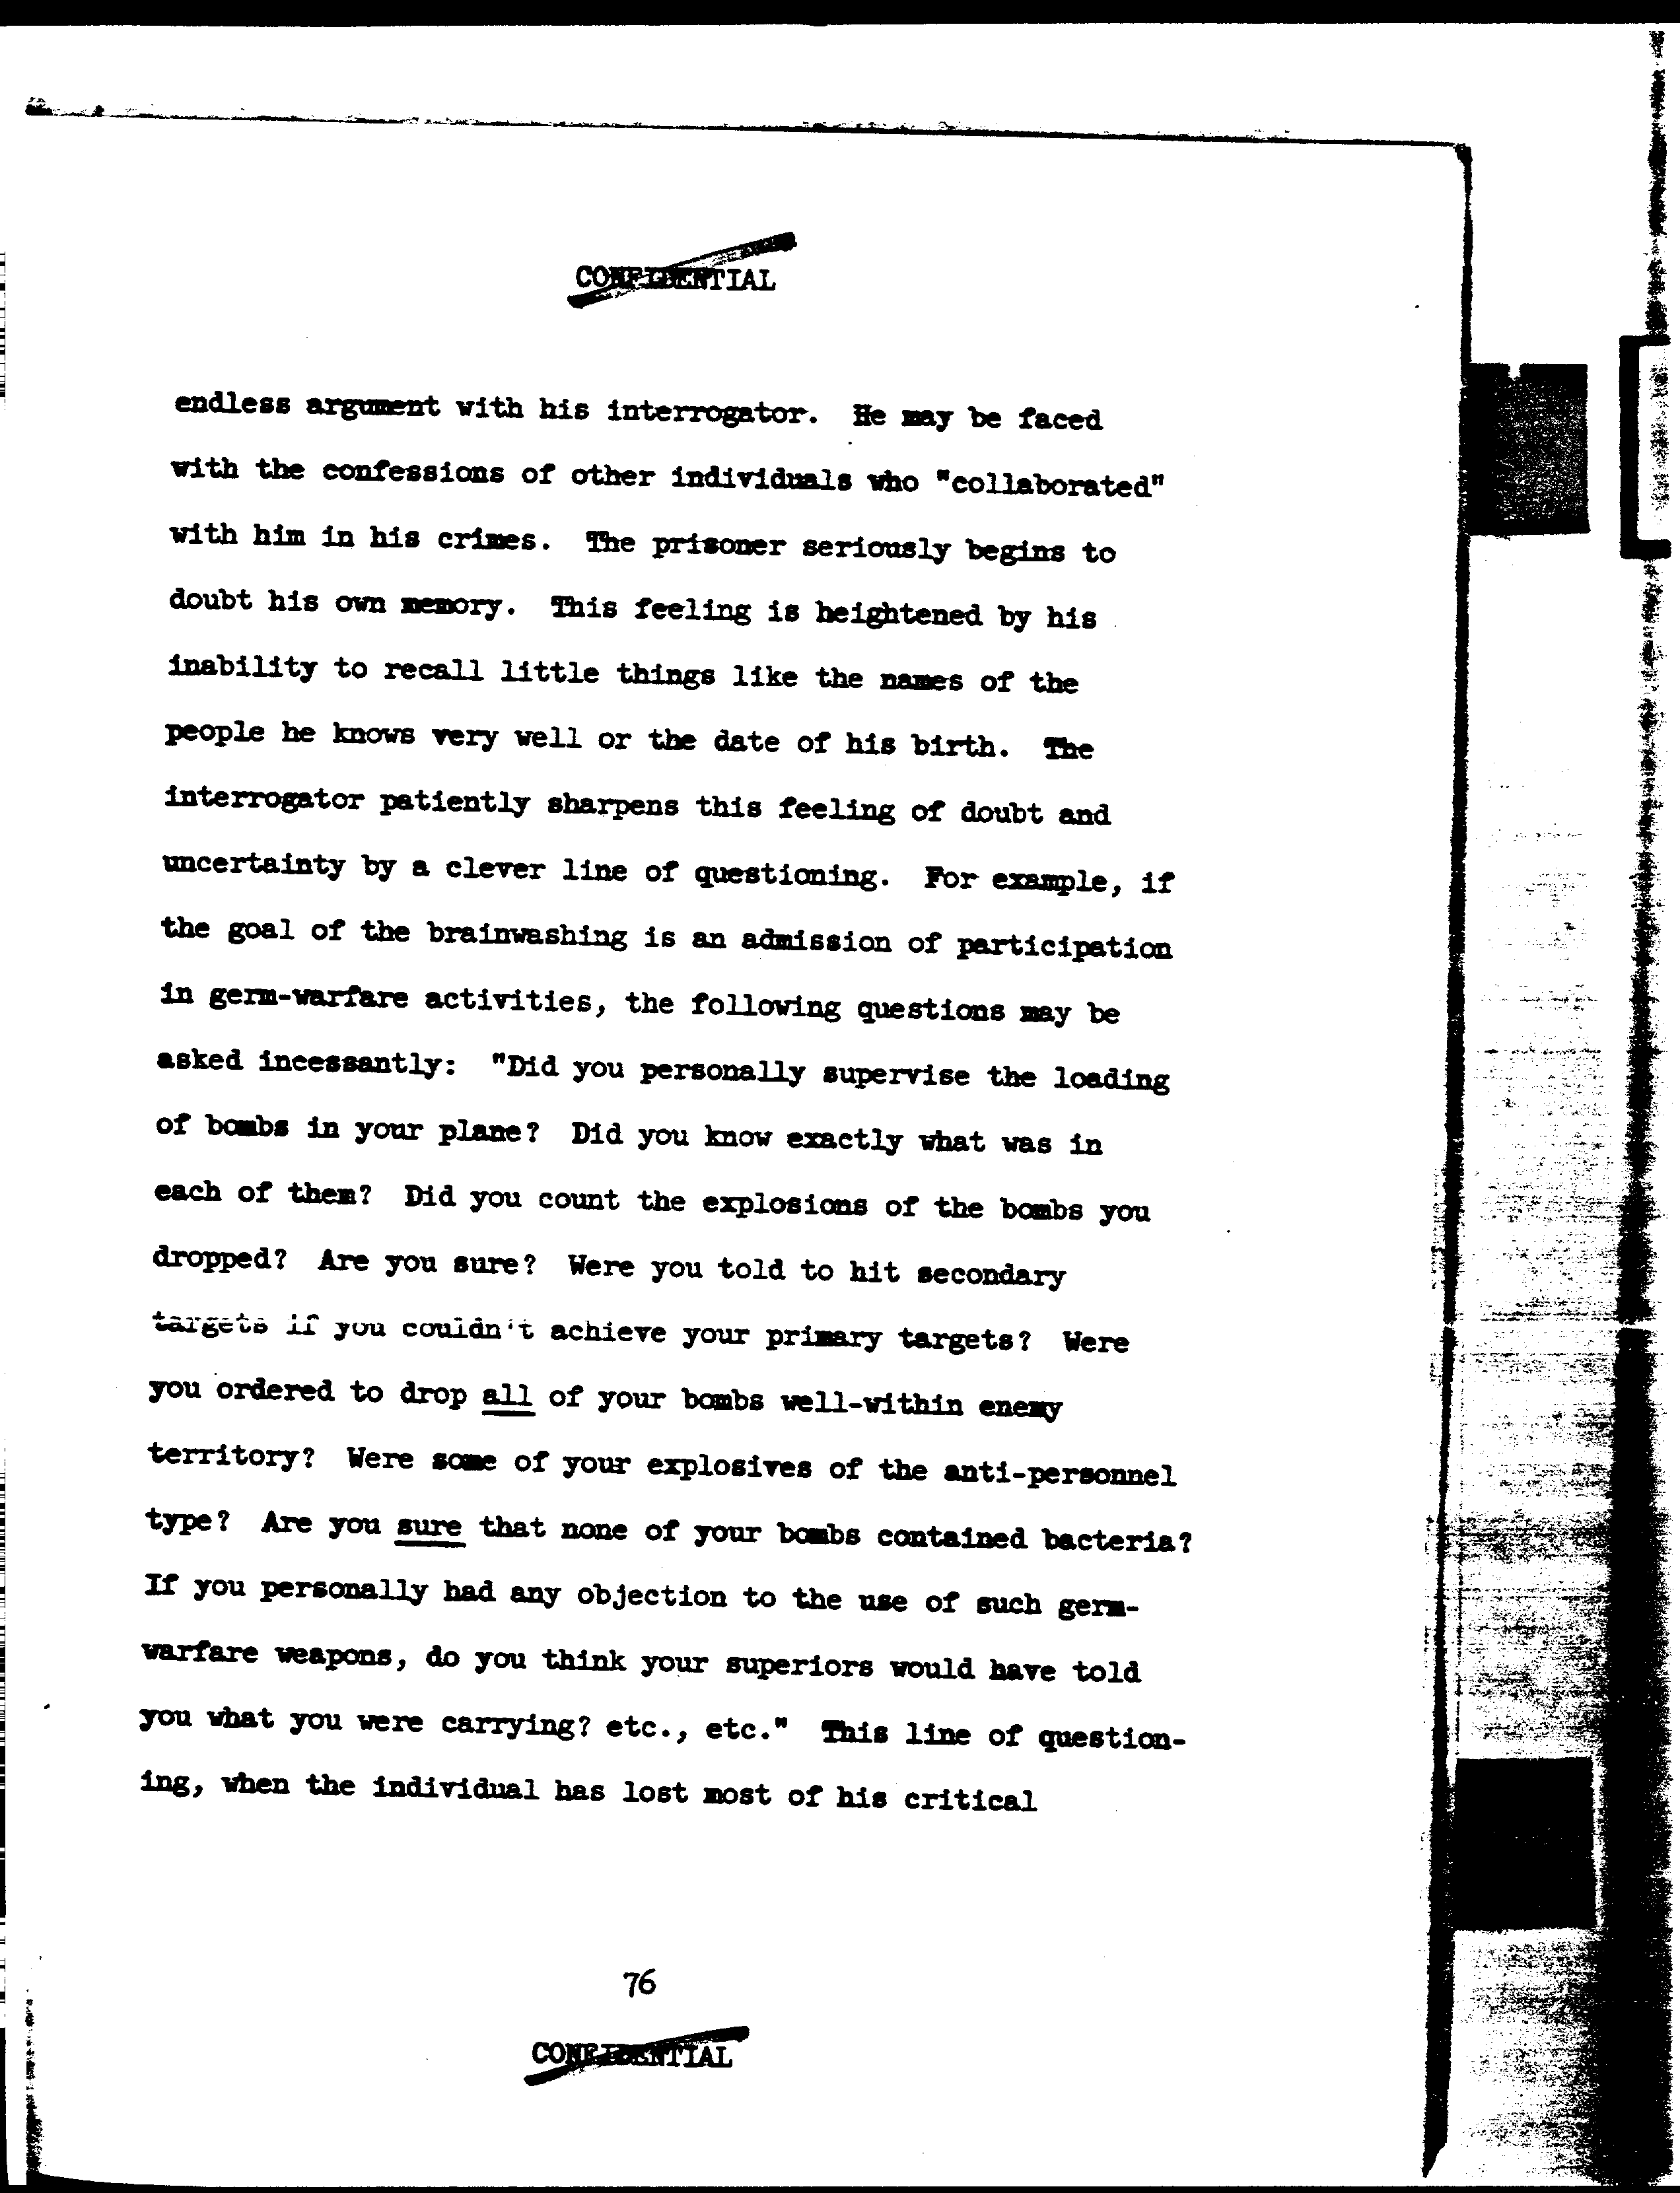 CONFIDENTIAL
endless argument with his interrogator. He may be faced
with the confessions of other individuals who "collaborated"
with him in his crimes. The prisoner seriously begins to
doubt his own memory. This feeling is heightened by his
inability to recall little things like the names of the
people he knows very well or the date of his birth. The
interrogator patiently sharpens this feeling of doubt and
uncertainty by a clever line of questioning. For example, if
the goal of the brainwashing is an admission of participation
in germ-warfare activities, the following questions may be
asked incessantly: "Did you personally supervise the loading
of bombs in your plane? Did you know exactly what was in
each of them? Did you count the explosions of the bombs you
dropped? Are you sure? Were you told to hit secondary
targets if you couldn't achieve your primary targets? Were
you ordered to drop all of your bombs well-within enemy
territory? Were some of your explosives of the anti-personnel
type? Are you sure that none of your bombs contained bacteria?
If you personally had any objection to the use of such germ-
warfare weapons, do you think your superiors would have told
you what you were carrying? etc., etc." This line of question-
ing, when the individual has lost most of his critical
76
CONFIDENTIAL